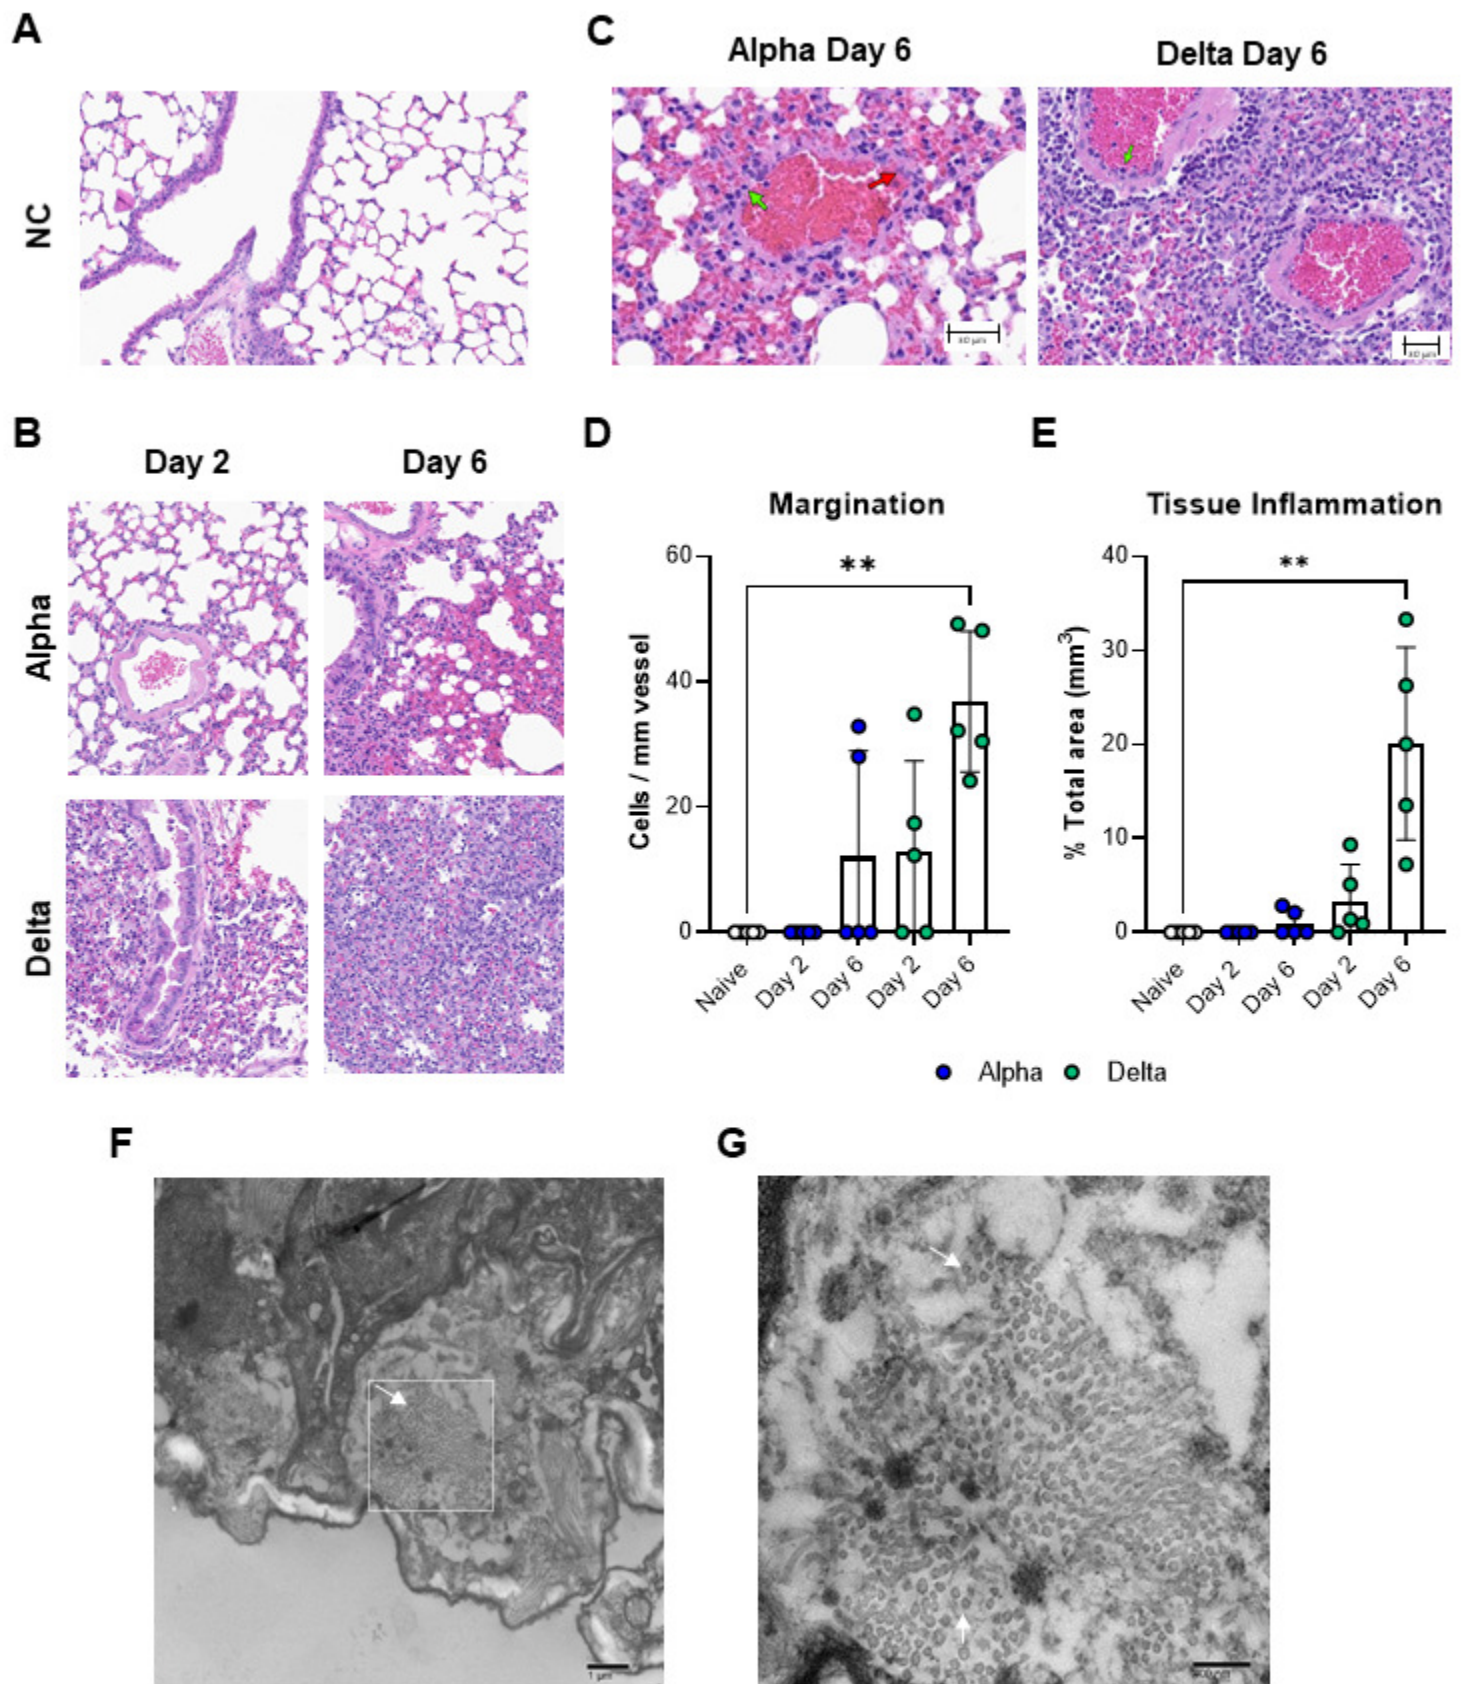 A
NC
B
Day 2
Day 6
Alpha
Delta
C
Alpha Day 6
Delta Day 6
D
Margination
Cells / mm vessel
60
40
20
0
**
Naive
Day 2
Day 6
Day 2
Day 6
E
Tissue Inflammation
% Total area (mm³)
40
30
20
10
0
**
Naive
Day 2
Day 6
Day 2
Day 6
Alpha
Delta
F
1 µm
G